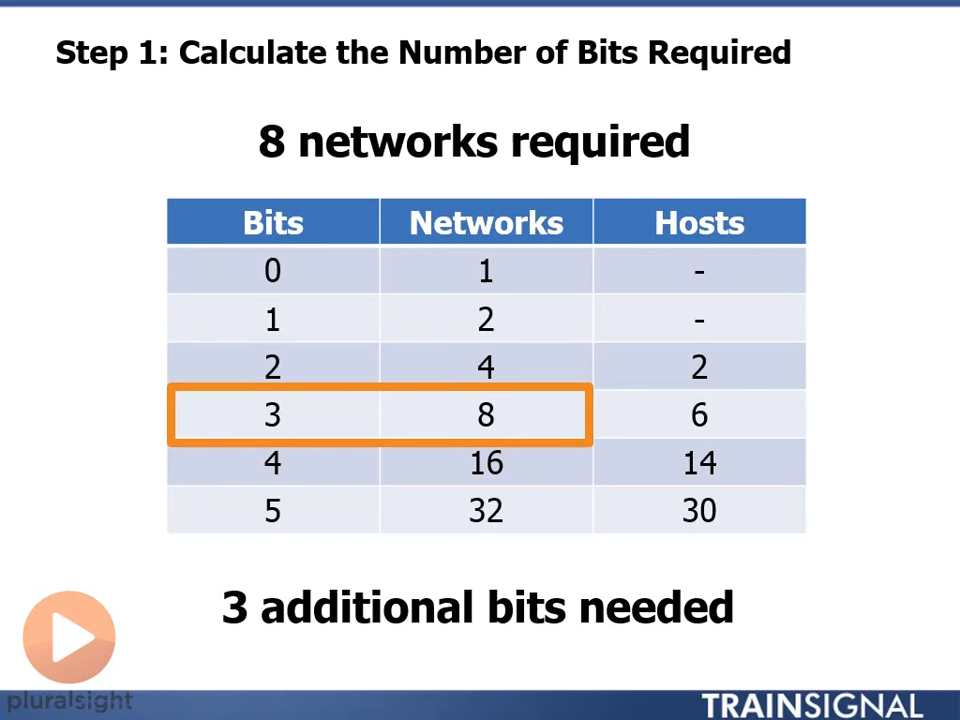 Step 1: Calculate the Number of Bits Required
8 networks required
Bits Networks Hosts
0 1 -
1 2 -
2 4 2
3 8 6
4 16 14
5 32 30
3 additional bits needed
pluralsight
TRAINSIGNAL